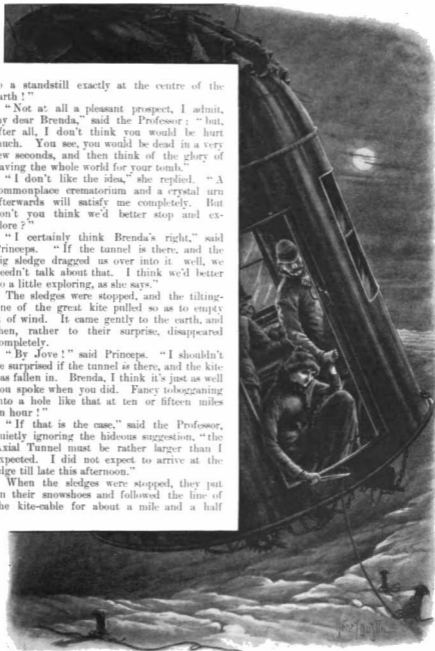 o a standstill exactly at the centre of the
arth ! "
" Not at all a pleasant prospect, I admit,
y dear Brenda," said the Professor ; " but,
fter all, I don't think you would be hurt
uch. You see, you would be dead in a very
ew seconds, and then think of the glory of
aving the whole world for your tomb."
" I don't like the idea," she replied. " A
ommonplace crematorium and a crystal urn
fterwards will satisfy me completely. But
on't you think we'd better stop and ex-
lore ? "
" I certainly think Brenda's right," said
Princeps. " If the tunnel is there, and the
ig sledge dragged us over into it well, we
eedn't talk about that. I think we'd better
o a little exploring, as she says."
The sledges were stopped, and the tilting-
ine of the great kite pulled so as to empty
t of wind. It came gently to the earth, and
hen, rather to their surprise, disappeared
ompletely.
" By Jove ! " said Princeps. " I shouldn't
e surprised if the tunnel is there, and the kite
as fallen in. Brenda, I think it's just as well
ou spoke when you did. Fancy tobogganing
nto a hole like that at ten or fifteen miles
n hour ! "
" If that is the case," said the Professor,
uietly ignoring the hideous suggestion, " the
xial Tunnel must be rather larger than I
xpected. I did not expect to arrive at the
dge till late this afternoon."
When the sledges were stopped, they put
n their snowshoes and followed the line of
he kite-cable for about a mile and a half